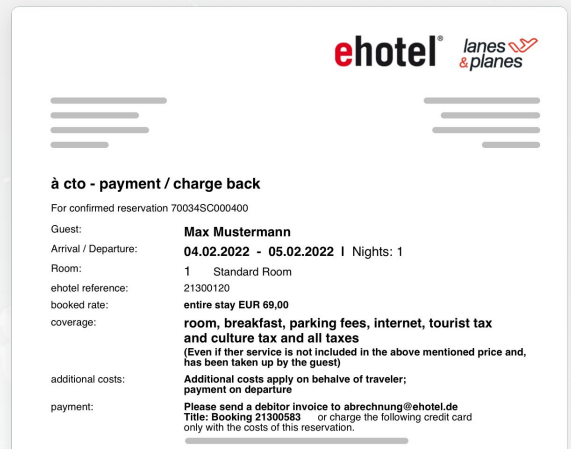 ehotel® lanes
&planes
à cto - payment / charge back
For confirmed reservation 70034SC000400
Guest: Max Mustermann
Arrival / Departure: 04.02.2022 - 05.02.2022 I Nights: 1
Room: 1 Standard Room
ehotel reference: 21300120
booked rate: entire stay EUR 69,00
coverage: room, breakfast, parking fees, internet, tourist tax
and culture tax and all taxes
(Even if ther service is not included in the above mentioned price and,
has been taken up by the guest)
additional costs: Additional costs apply on behalve of traveler;
payment on departure
payment: Please send a debitor invoice to abrechnung@ehotel.de
Title: Booking 21300583 or charge the following credit card
only with the costs of this reservation.